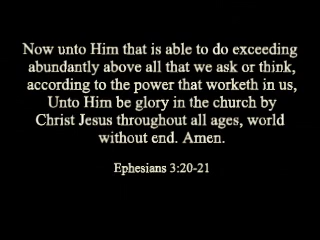 Now unto Him that is able to do exceeding
abundantly above all that we ask or think,
according to the power that worketh in us,
Unto Him be glory in the church by
Christ Jesus throughout all ages, world
without end. Amen.
Ephesians 3:20-21